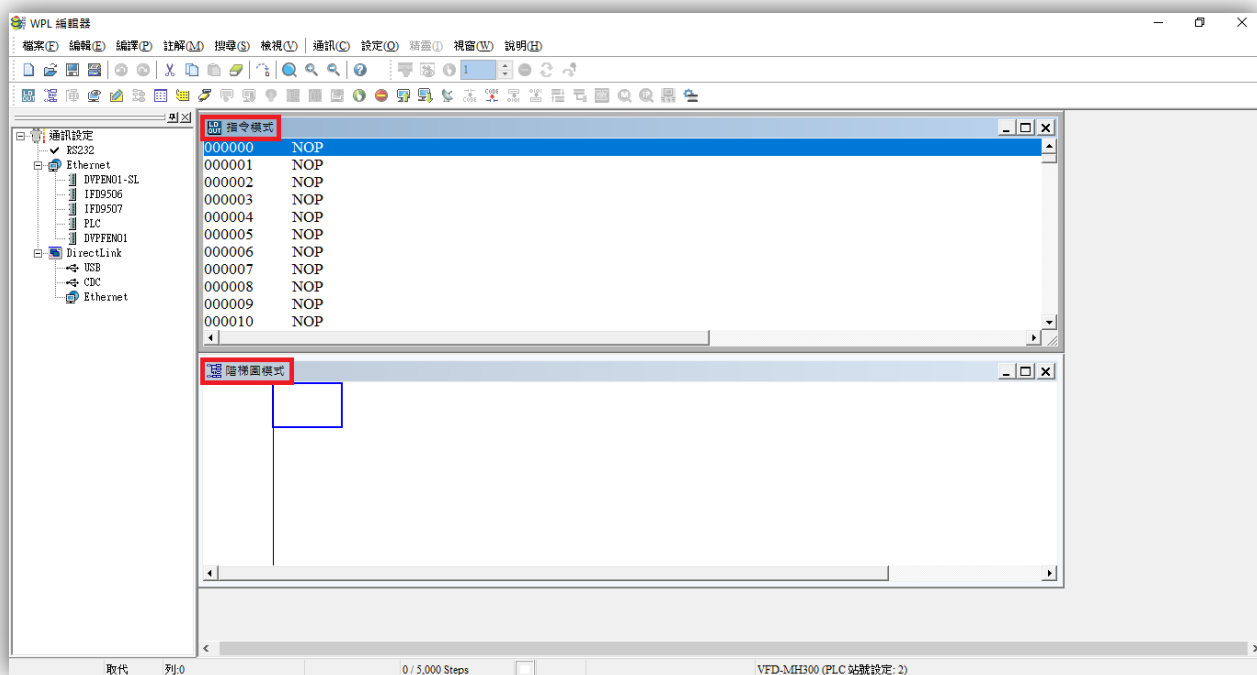 WPL 編輯器
檔案(F) 編輯(E) 編譯(P) 註解(M) 搜尋(S) 檢視(V) 通訊(C) 設定(O) 精靈(I) 視窗(W) 說明(H)
1
通訊設定
RS232
Ethernet
DVPEN01-SL
IFD9506
IFD9507
PLC
DVPFEN01
DirectLink
USB
CDC
Ethernet
指令模式
000000 NOP
000001 NOP
000002 NOP
000003 NOP
000004 NOP
000005 NOP
000006 NOP
000007 NOP
000008 NOP
000009 NOP
000010 NOP
階梯圖模式
取代 列:0 0 / 5,000 Steps VFD-MH300 (PLC 站號設定: 2)